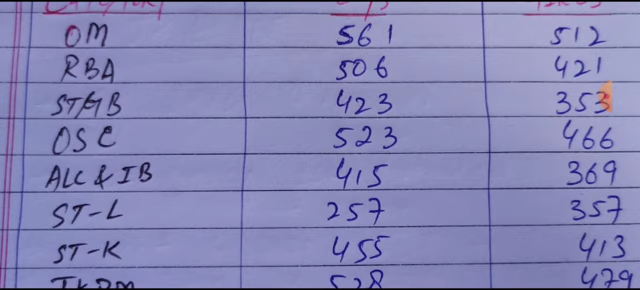 OM 561 512
RBA 506 421
ST/GB 423 353
OSC 523 466
ALC & IB 415 369
ST-L 257 357
ST-K 455 413
528 479